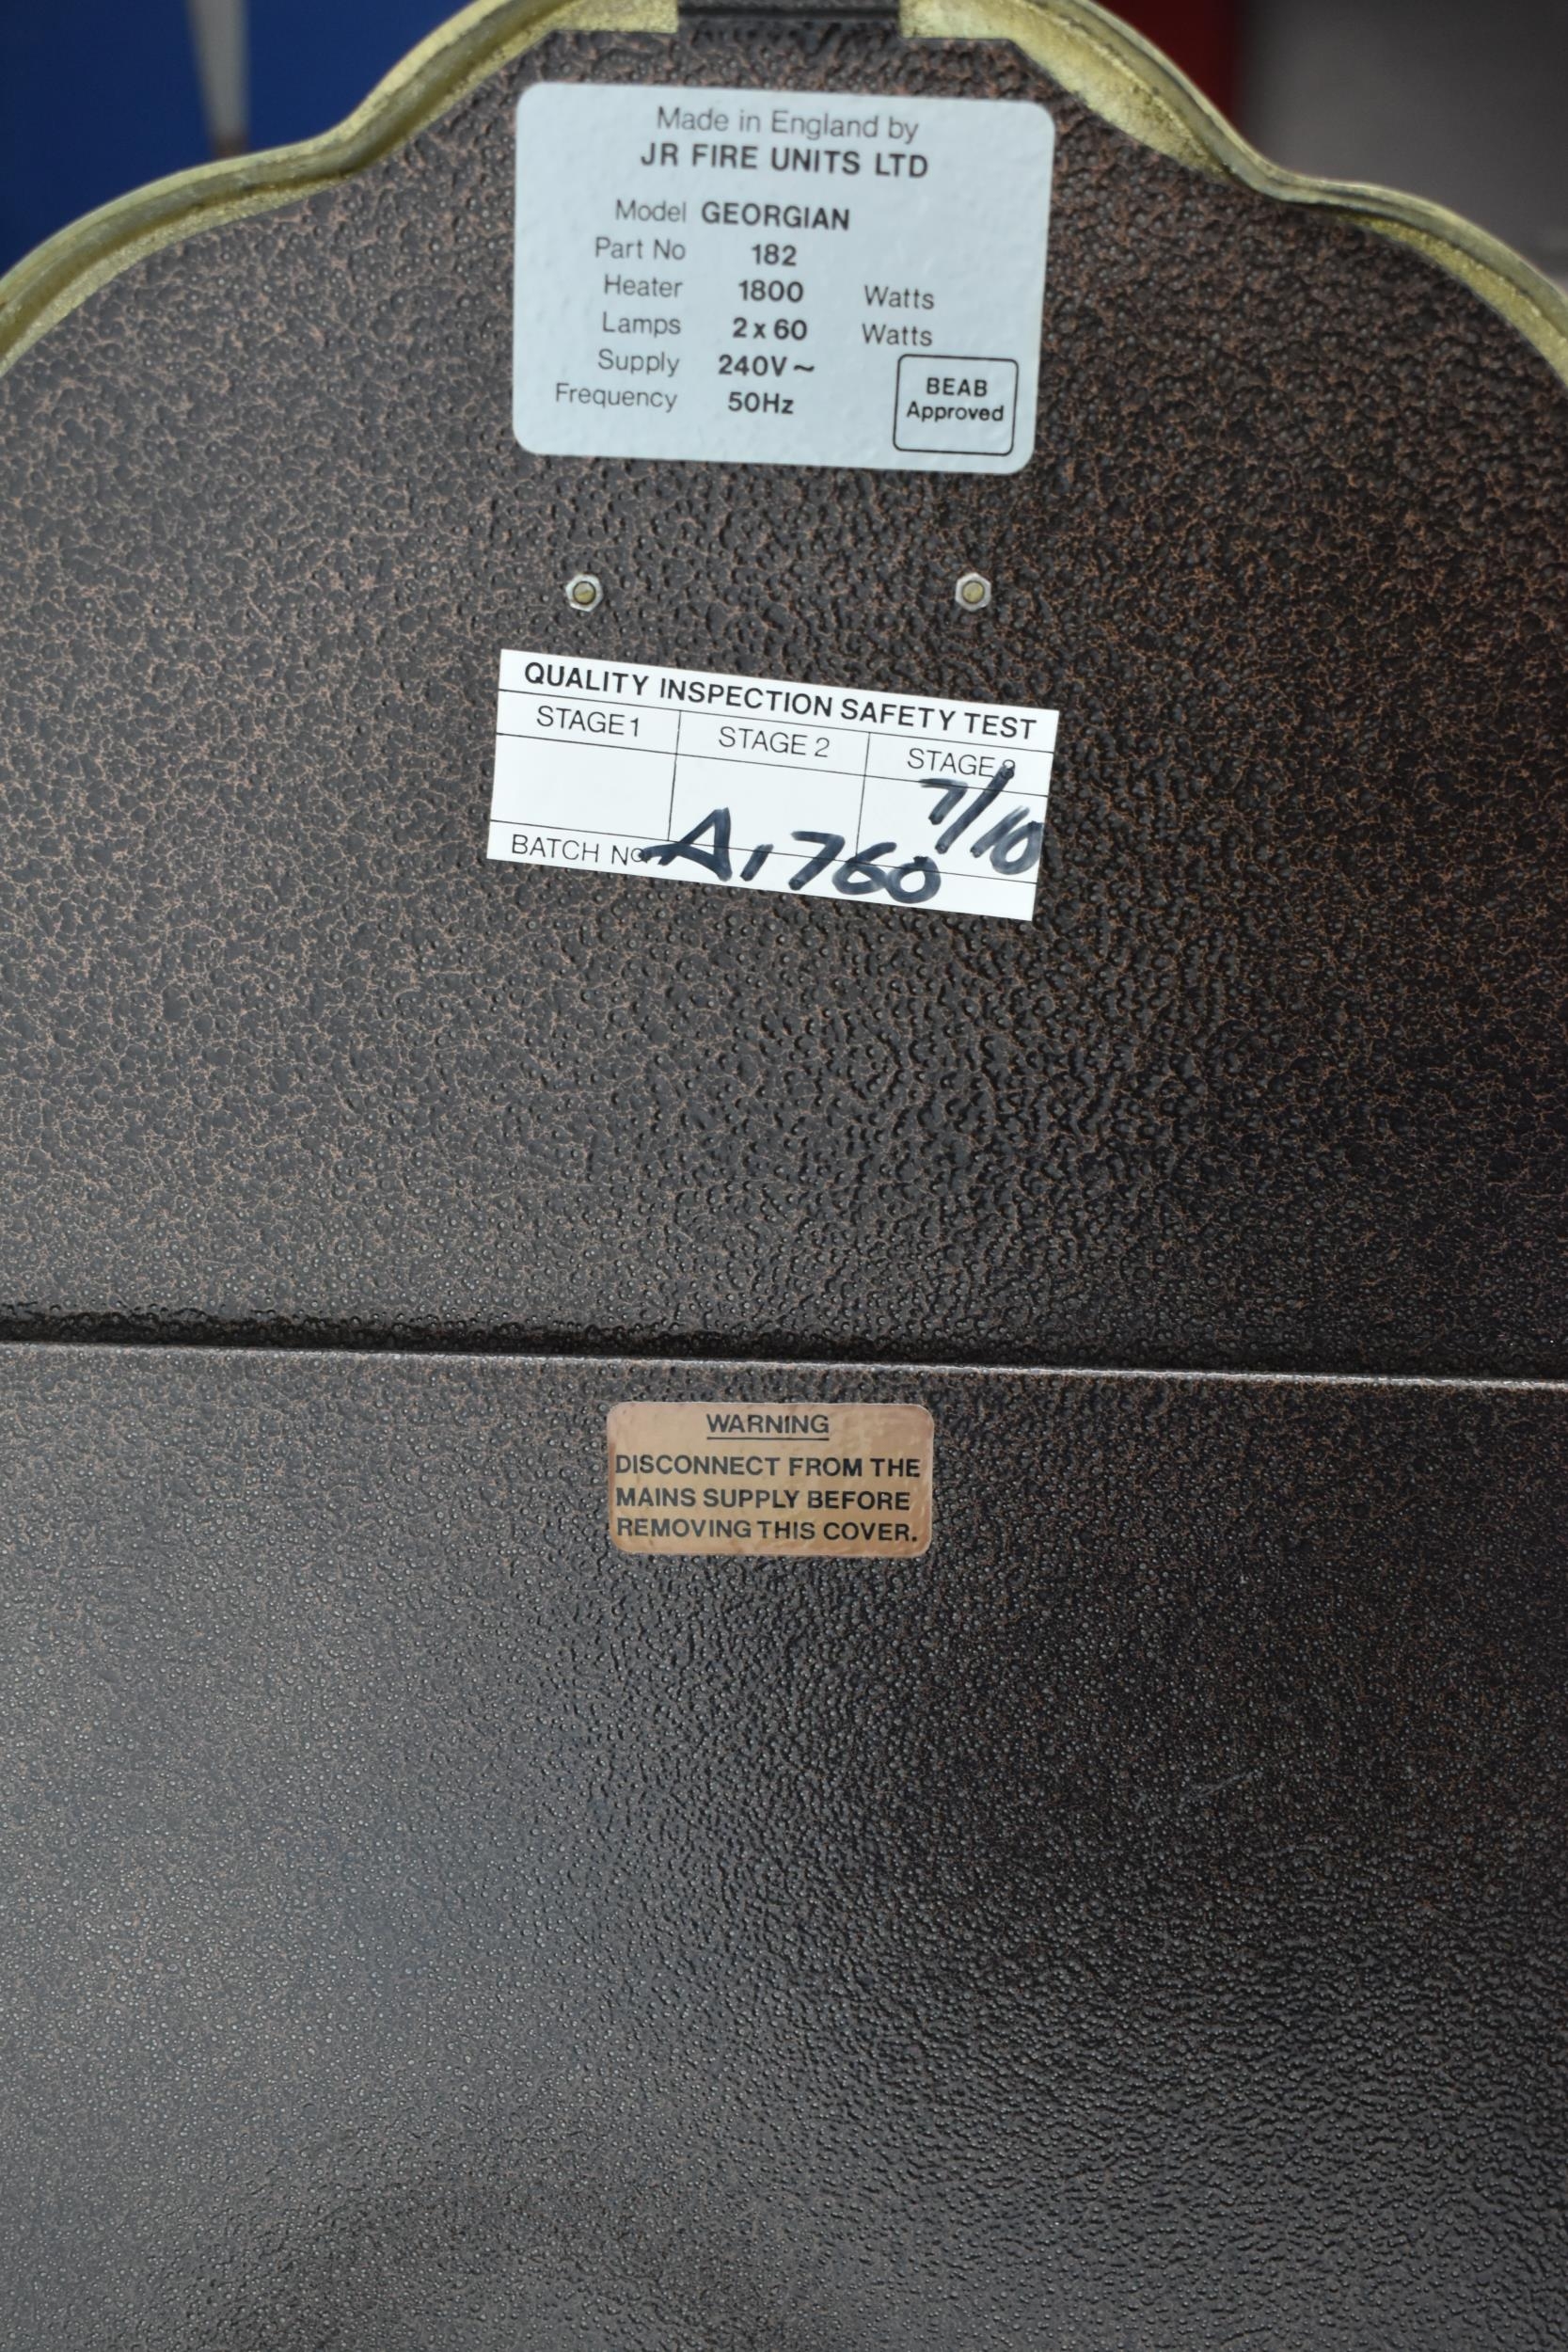 Made in England by
JR FIRE UNITS LTD
Model GEORGIAN
Part No 182
Heater 1800 Watts
Lamps 2 x 60 Watts
Supply 240V ~
Frequency 50Hz
BEAB
Approved
QUALITY INSPECTION SAFETY TEST
STAGE 1 STAGE 2 STAGE 3
7/10
BATCH No. A1760
WARNING
DISCONNECT FROM THE
MAINS SUPPLY BEFORE
REMOVING THIS COVER.